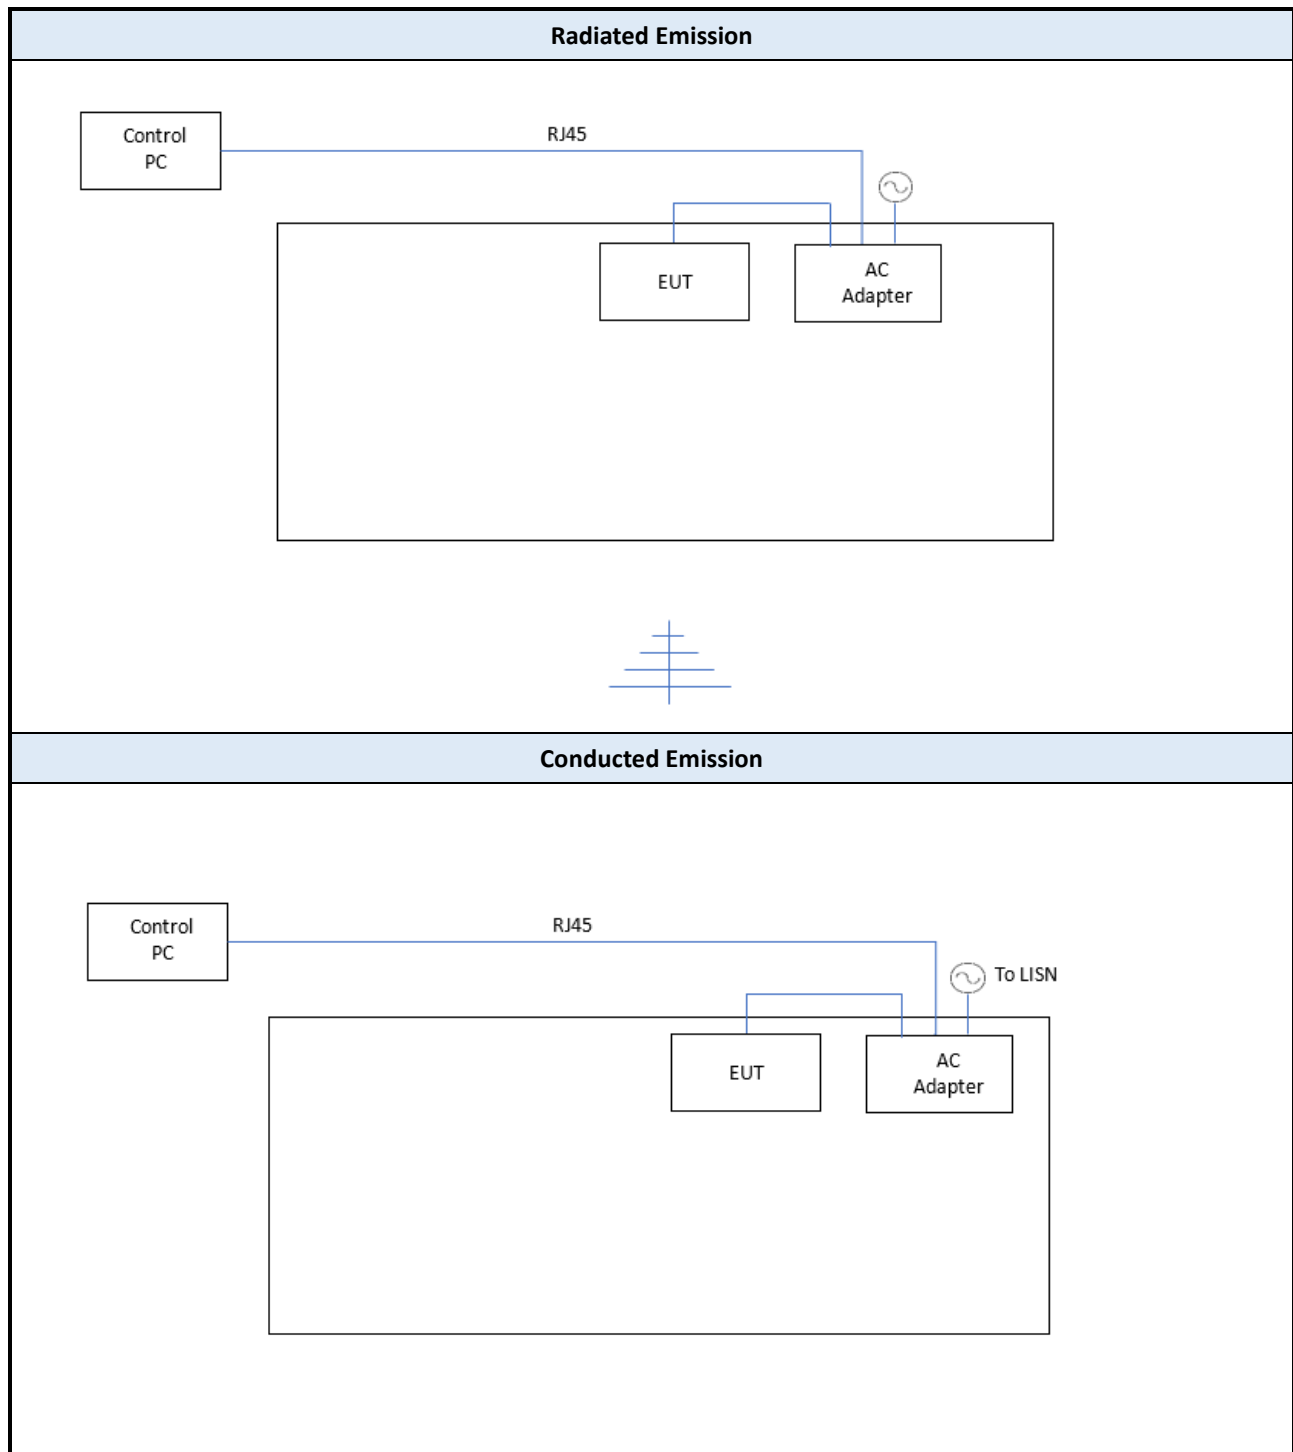 Radiated Emission
Control
PC
RJ45
EUT
AC
Adapter
Conducted Emission
Control
PC
RJ45
To LISN
EUT
AC
Adapter